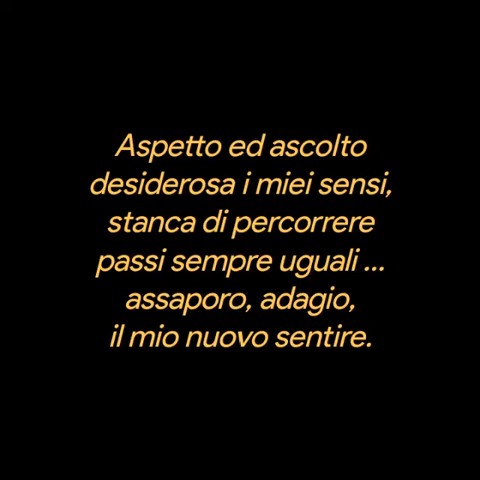 Aspetto ed ascolto
desiderosa i miei sensi,
stanca di percorrere
passi sempre uguali ...
assaporo, adagio,
il mio nuovo sentire.